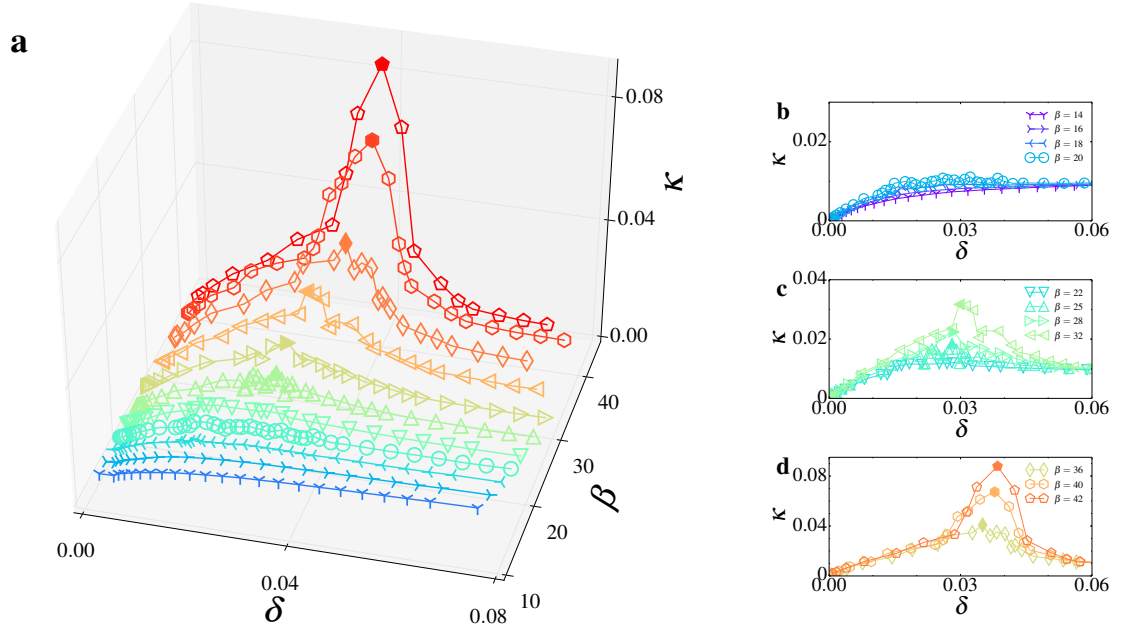 a
0.08
κ
0.04
0.00
40
30
β
20
10
0.00
0.04
0.08
δ
b
κ
0.02
0
β = 14
β = 16
β = 18
β = 20
0.00
0.03
0.06
δ
c
κ
0.04
0.02
0
β = 22
β = 25
β = 28
β = 32
0.00
0.03
0.06
δ
d
κ
0.08
0.04
0
β = 36
β = 40
β = 42
0.00
0.03
0.06
δ